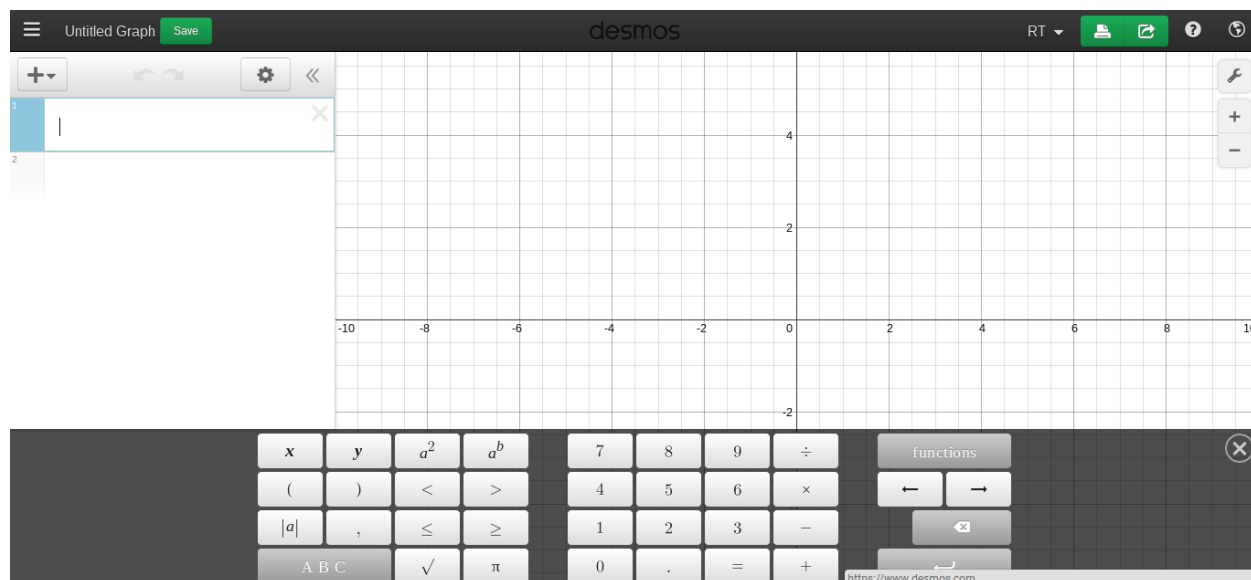 Untitled Graph Save desmos RT
1
2
4
2
-10 -8 -6 -4 -2 0 2 4 6 8
-2
x y a² aᵇ 7 8 9 ÷ functions
( ) < > 4 5 6 × ← →
|a| , ≤ ≥ 1 2 3 −
A B C √ π 0 . = +
https://www.desmos.com